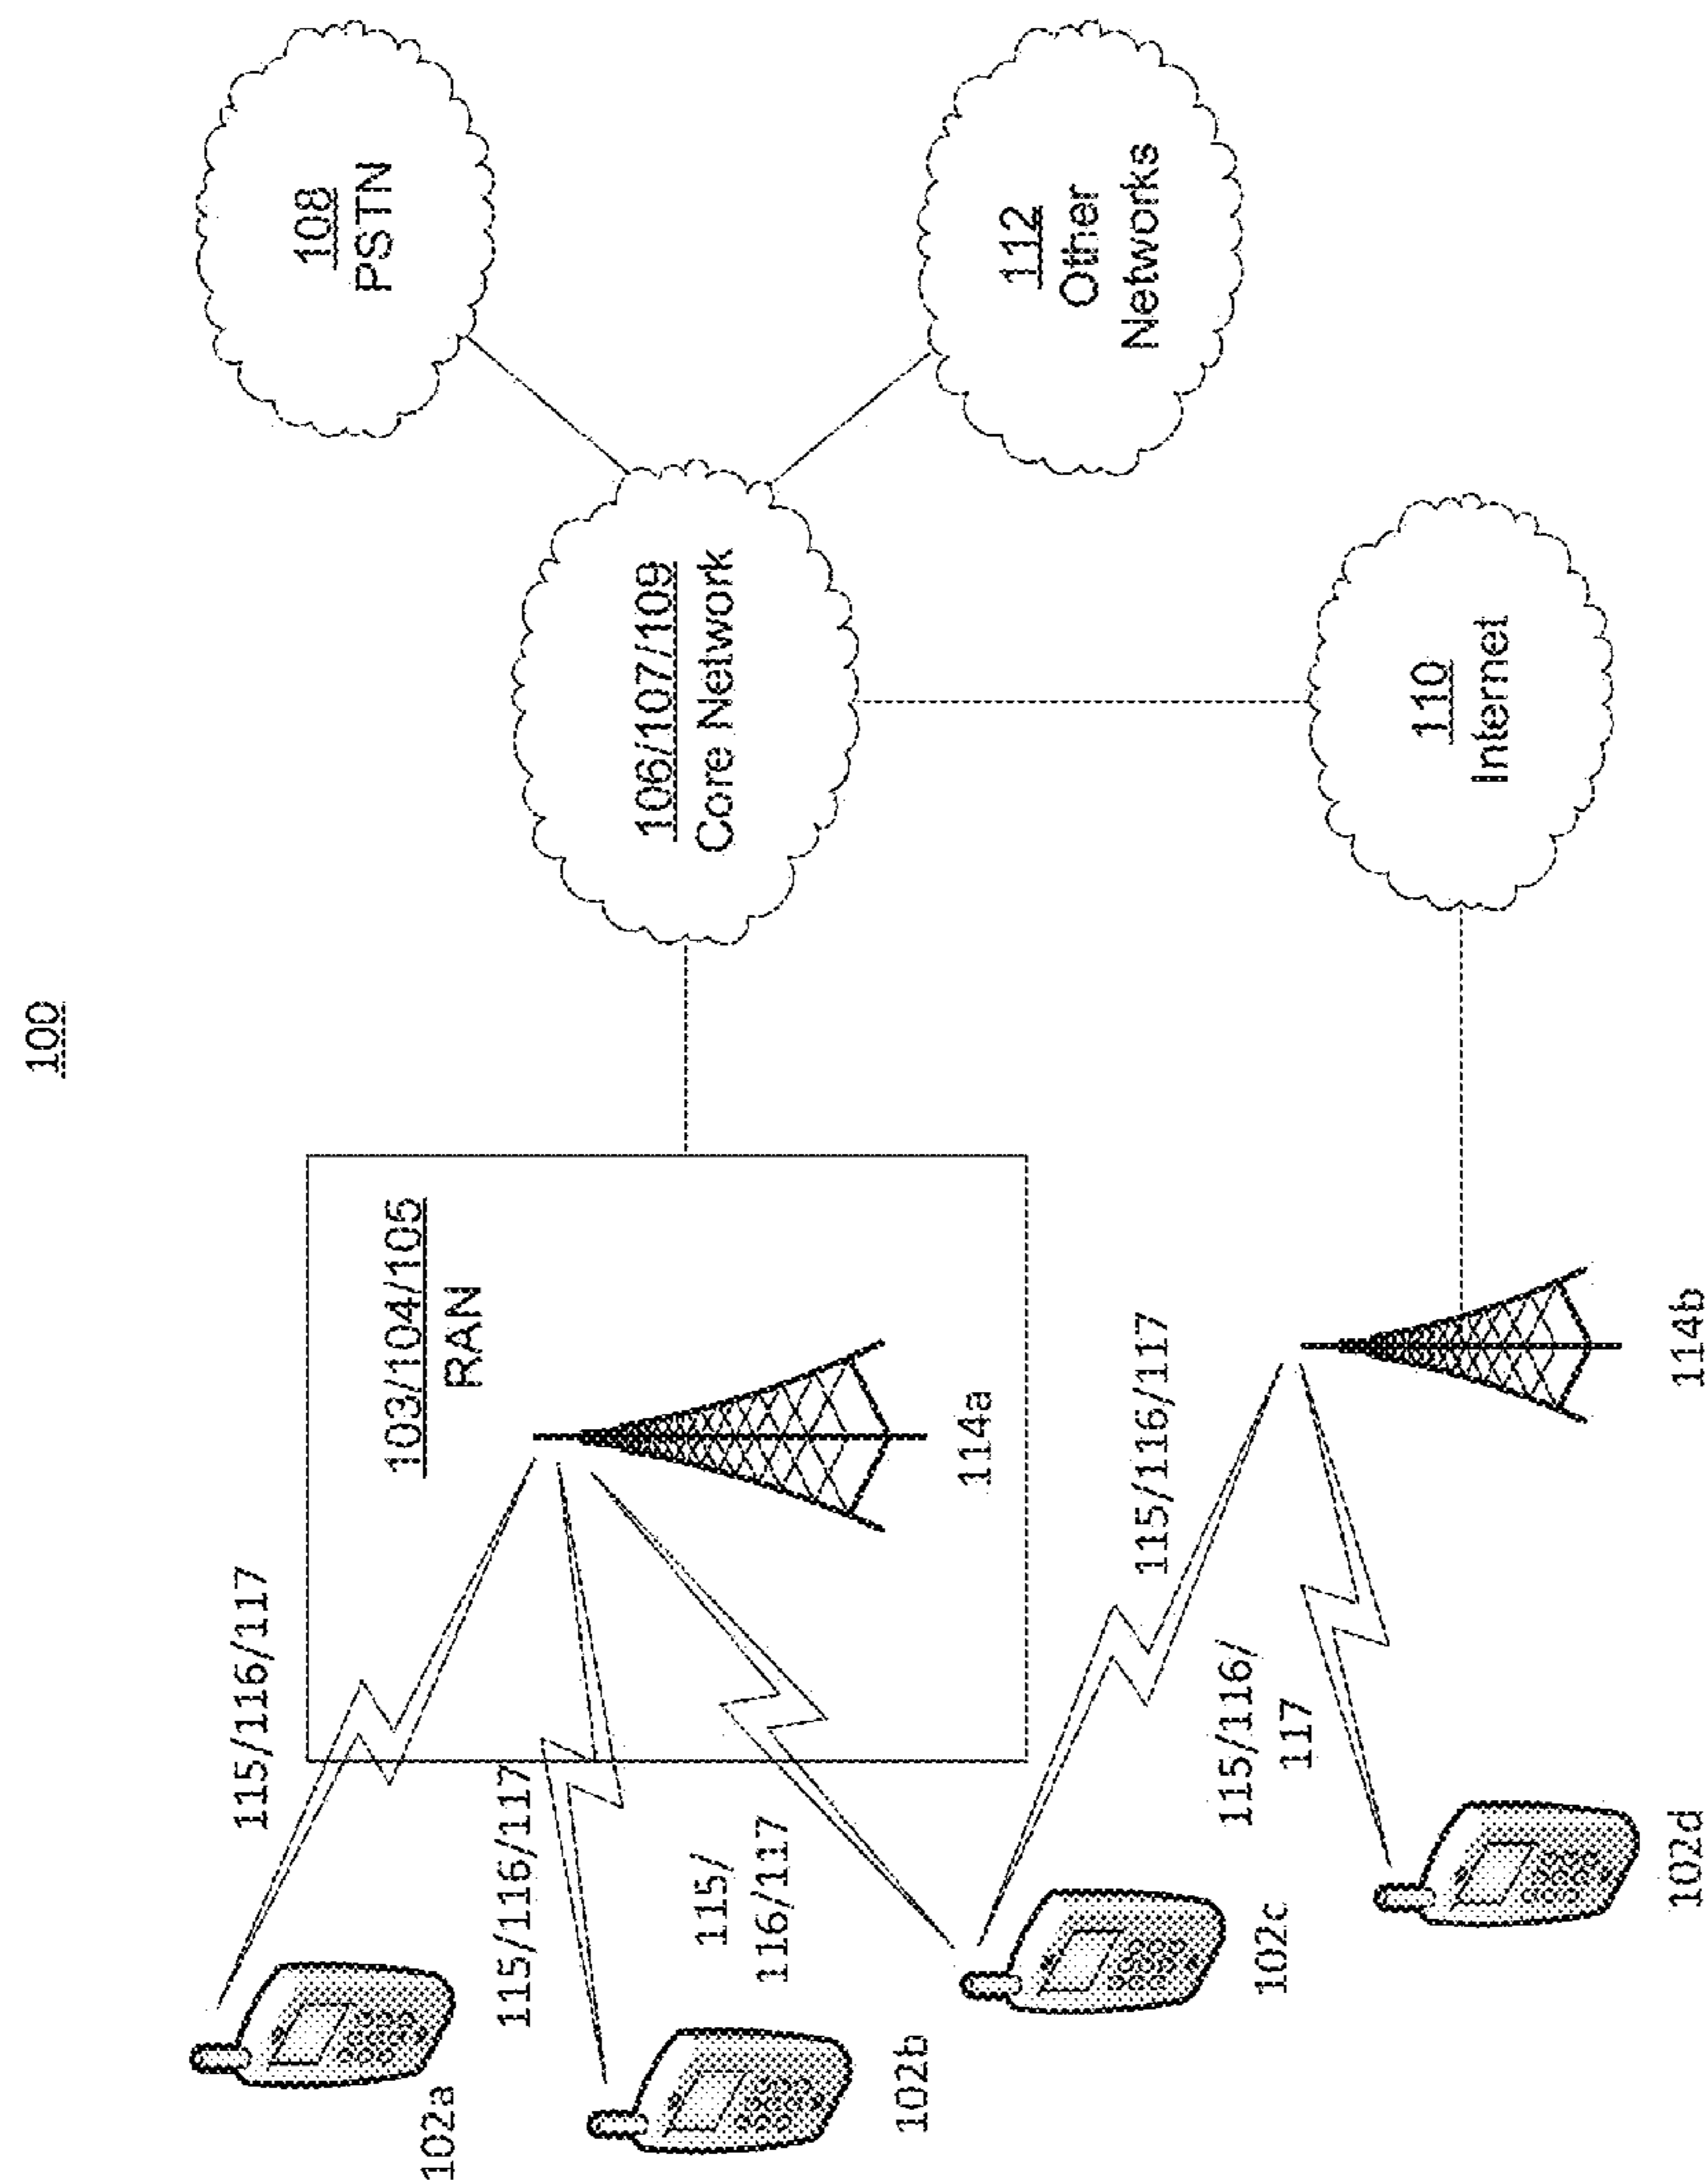 100
103/104/105
RAN
106/107/109
Core Network
108
PSTN
112
Other
Networks
110
Internet
115/116/117
115/116/117
115/
116/117
115/116/117
115/116/
117
114a
114b
102a
102b
102c
102d